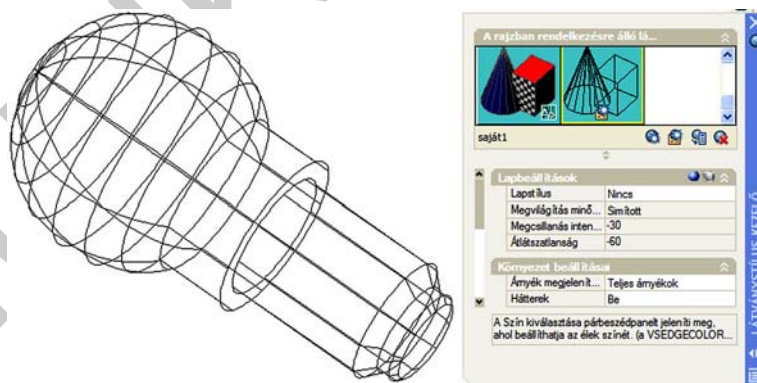 A rajzban rendelkezésre álló lá...
saját1
Lapbeállítások
Lapstílus Nincs
Megvilágítás minő... Simított
Megcsillanás inten... -30
Átlátszatlanság -60
Környezet beállításai
Árnyék megjelenít... Teljes árnyékok
Hátterek Be
A Szín kiválasztása párbeszédpanelt jeleníti meg,
ahol beállíthatja az élek színét. (a VSEDGECOLOR...
LÁTVÁNYSTÍLUS-KEZELŐ